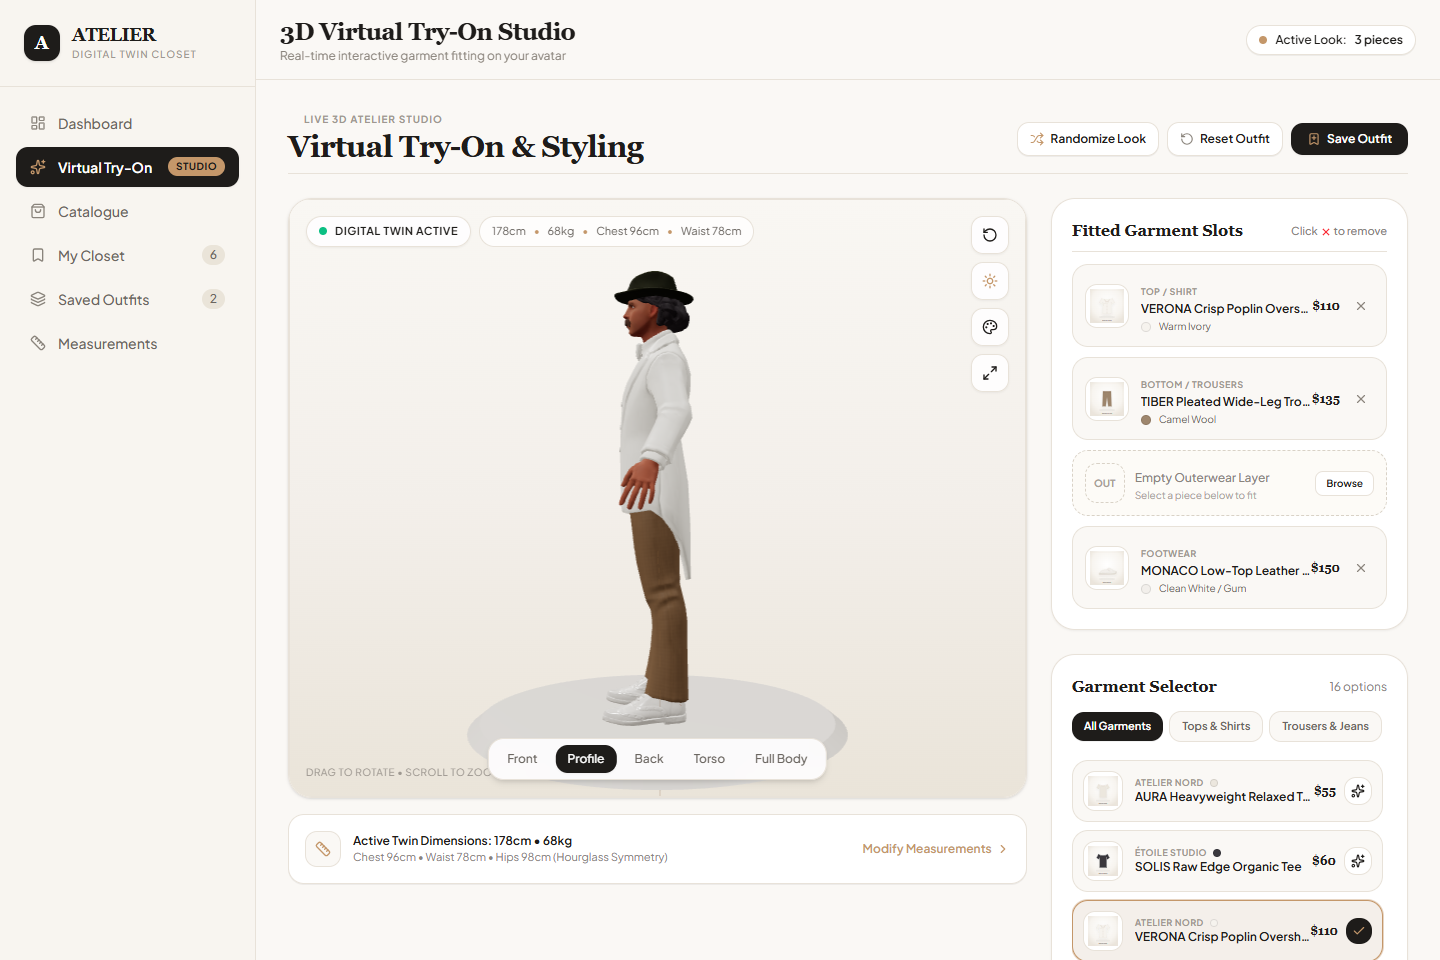 A
ATELIER
DIGITAL TWIN CLOSET
Dashboard
Virtual Try-On
STUDIO
Catalogue
My Closet
6
Saved Outfits
2
Measurements
3D Virtual Try-On Studio
Real-time interactive garment fitting on your avatar
Active Look: 3 pieces
LIVE 3D ATELIER STUDIO
Virtual Try-On & Styling
Randomize Look
Reset Outfit
Save Outfit
DIGITAL TWIN ACTIVE
178cm • 68kg • Chest 96cm • Waist 78cm
DRAG TO ROTATE • SCROLL TO ZOO
Front
Profile
Back
Torso
Full Body
Active Twin Dimensions: 178cm • 68kg
Chest 96cm • Waist 78cm • Hips 98cm (Hourglass Symmetry)
Modify Measurements
Fitted Garment Slots
Click × to remove
TOP / SHIRT
VERONA Crisp Poplin Overs... $110
Warm Ivory
BOTTOM / TROUSERS
TIBER Pleated Wide-Leg Tro... $135
Camel Wool
OUT
Empty Outerwear Layer
Select a piece below to fit
Browse
FOOTWEAR
MONACO Low-Top Leather ... $150
Clean White / Gum
Garment Selector
16 options
All Garments
Tops & Shirts
Trousers & Jeans
ATELIER NORD
AURA Heavyweight Relaxed T... $55
ÉTOILE STUDIO
SOLIS Raw Edge Organic Tee $60
ATELIER NORD
VERONA Crisp Poplin Oversh... $110